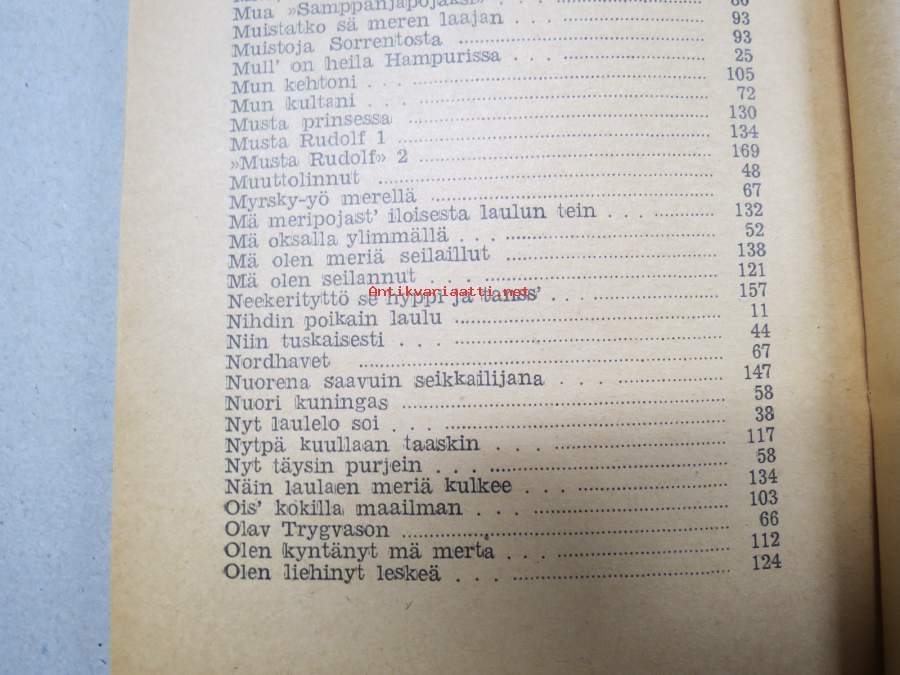 Mua »Samppanjapojaksi» . . . 86
Muistatko sä meren laajan . . . 93
Muistoja Sorrentosta 93
Mull' on heila Hampurissa . . . 25
Mun kehtoni . . . 105
Mun kultani . . . 72
Musta prinsessa 130
Musta Rudolf 1 134
»Musta Rudolf» 2 169
Muuttolinnut 48
Myrsky-yö merellä 67
Mä meripojast' iloisesta laulun tein . . . 132
Mä oksalla ylimmällä . . . 52
Mä olen meriä seilaillut 138
Mä olen seilannut . . . 121
Antikvariaatti.net
Neekerityttö se hyppi ja tanss' . . . 157
Nihdin poikain laulu 11
Niin tuskaisesti . . . 44
Nordhavet 67
Nuorena saavuin seikkailijana . . . 147
Nuori kuningas 58
Nyt laulelo soi . . . 38
Nytpä kuullaan taaskin . . . 117
Nyt täysin purjein . . . 58
Näin laulaen meriä kulkee . . . 134
Ois' kokilla maailman . . . 103
Olav Trygvason 66
Olen kyntänyt mä merta . . . 112
Olen liehinyt leskeä . . . 124